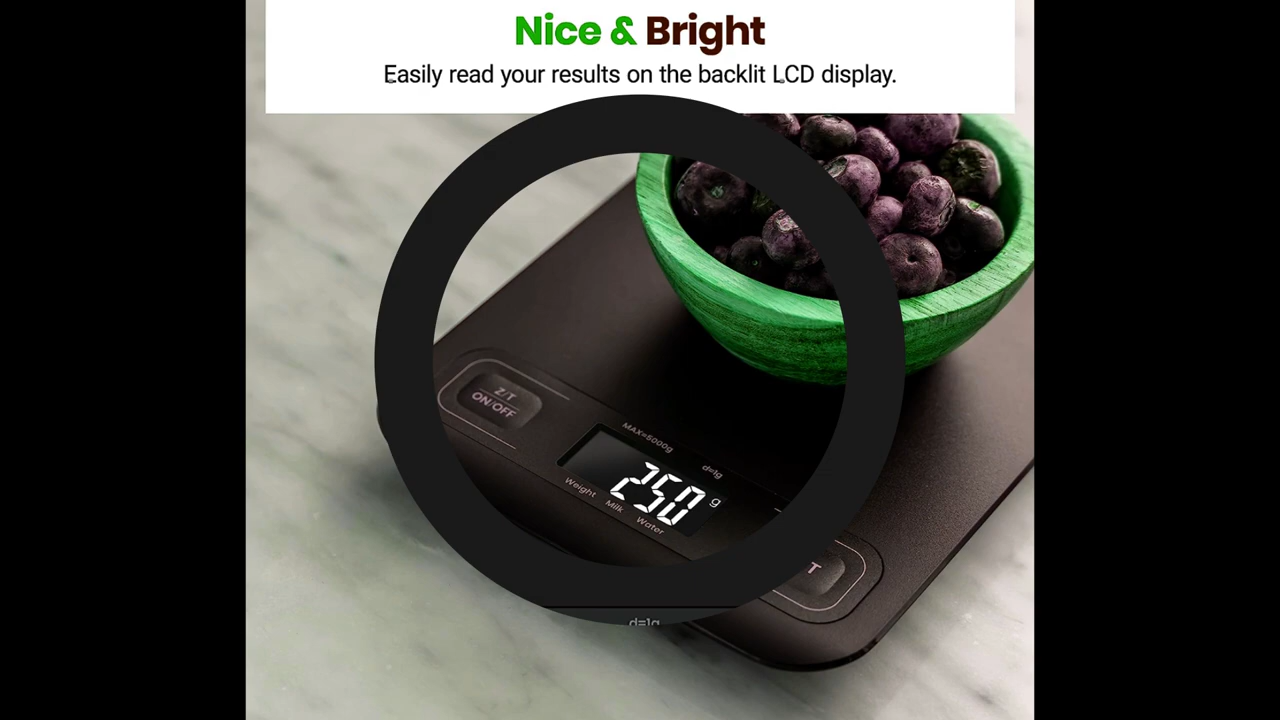 Nice & Bright
Easily read your results on the backlit LCD display.
Z/T
ON/OFF
MAX=5000g
d=1g
250 g
Weight
Milk
Water
T
d=1g